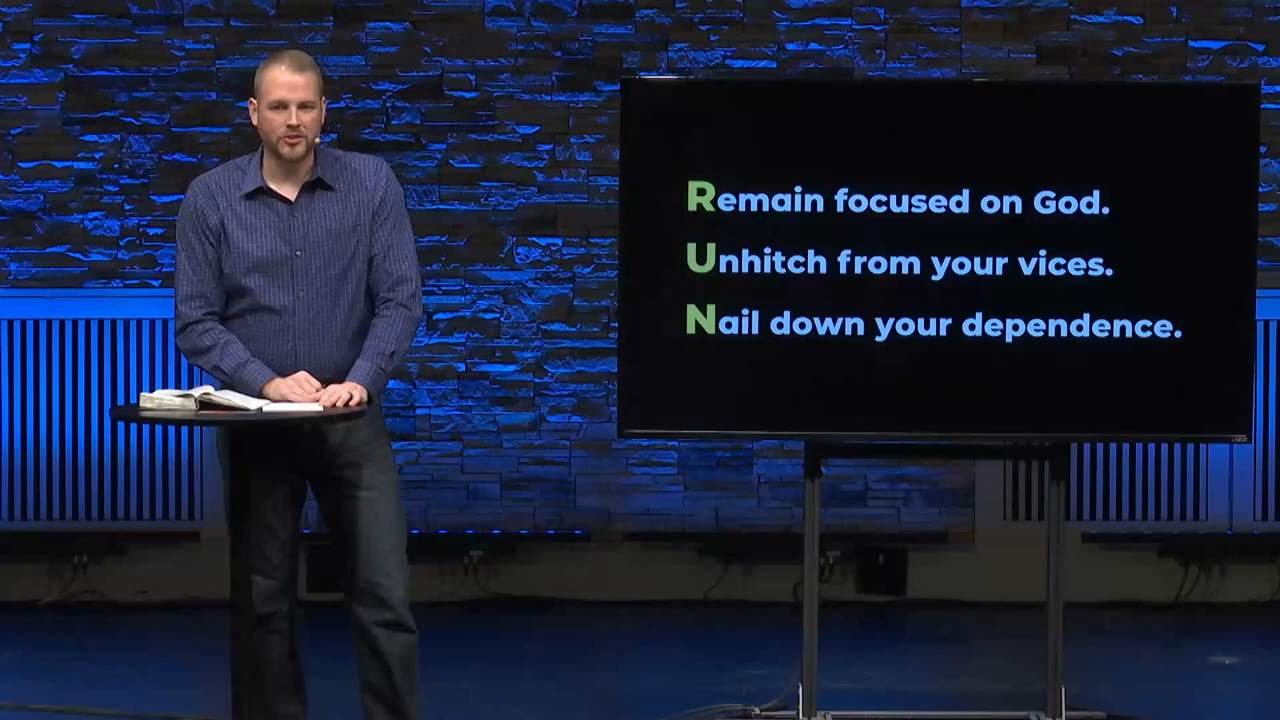 Remain focused on God.
Unhitch from your vices.
Nail down your dependence.